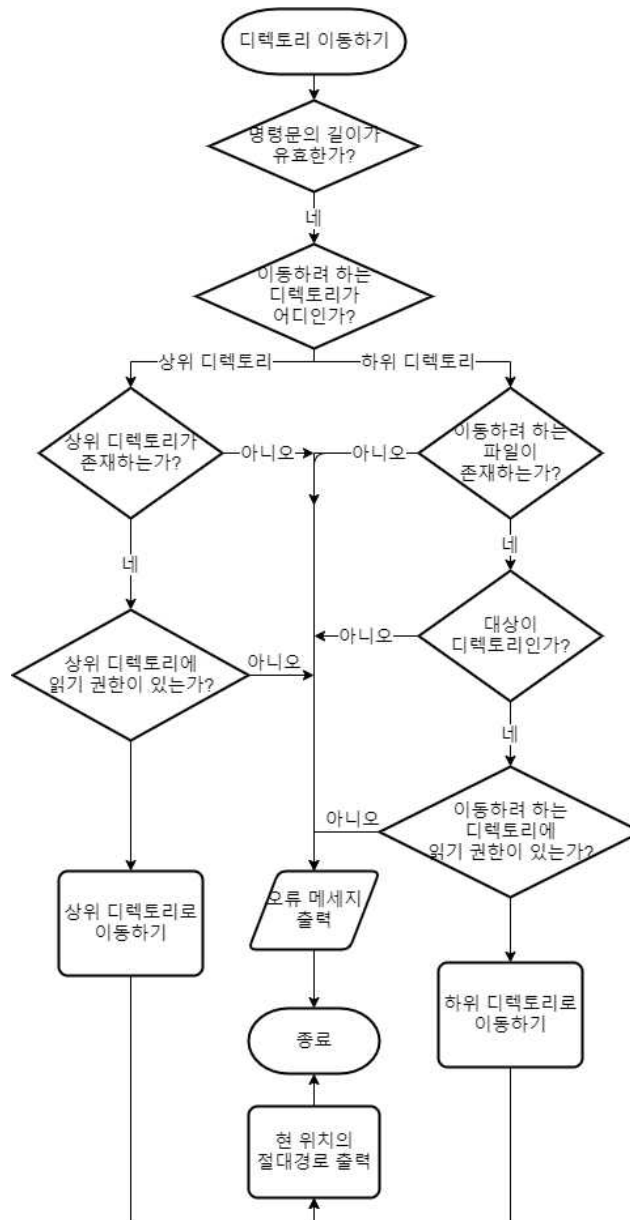 디렉토리 이동하기
명령문의 길이가
유효한가?
네
이동하려 하는
디렉토리가
어디인가?
상위 디렉토리
하위 디렉토리
상위 디렉토리가
존재하는가?
아니오
아니오
이동하려 하는
파일이
존재하는가?
네
네
상위 디렉토리에
읽기 권한이 있는가?
아니오
아니오
대상이
디렉토리인가?
네
아니오
이동하려 하는
디렉토리에
읽기 권한이 있는가?
상위 디렉토리로
이동하기
오류 메세지
출력
하위 디렉토리로
이동하기
종료
현 위치의
절대경로 출력